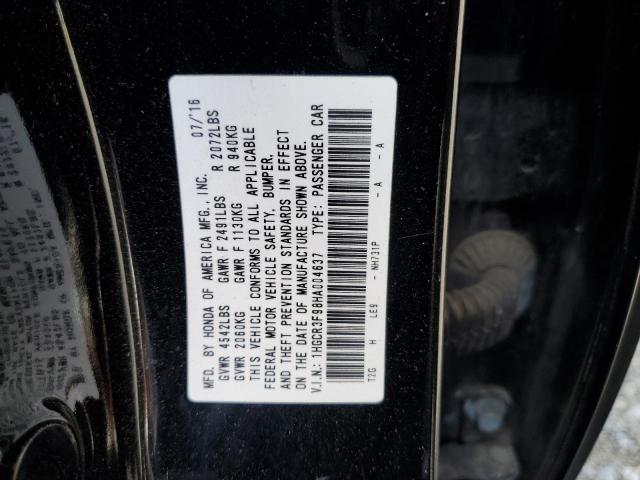 MFD. BY HONDA OF AMERICA MFG., INC. 07/'16
GVWR 4542LBS GAWR F 2491LBS R 2072LBS
GVWR 2060KG GAWR F 1130KG R 940KG
THIS VEHICLE CONFORMS TO ALL APPLICABLE
FEDERAL MOTOR VEHICLE SAFETY, BUMPER,
AND THEFT PREVENTION STANDARDS IN EFFECT
ON THE DATE OF MANUFACTURE SHOWN ABOVE.
V.I.N.: 1HGCR3F98HA004637 TYPE: PASSENGER CAR
T2G H LE9 - NH731P - A - A